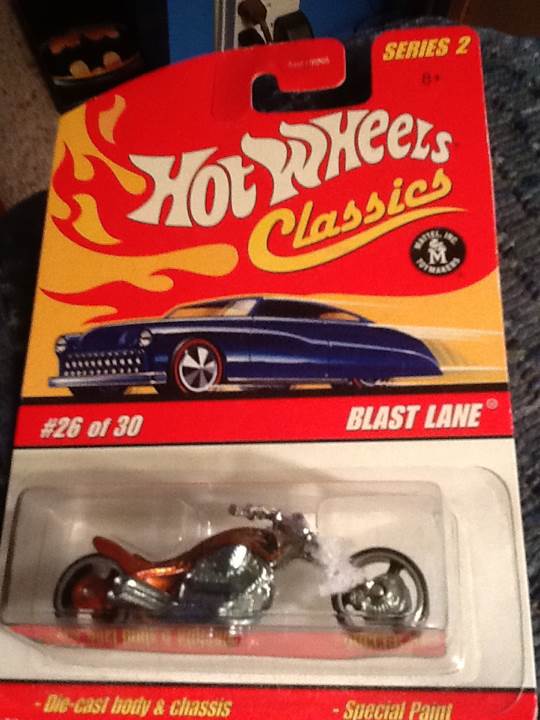 SERIES 2
8+
Hot Wheels
Classics
MATTEL, INC.
M
TOYMAKERS
#26 of 30
BLAST LANE®
- Die-cast body & chassis
- Special Paint